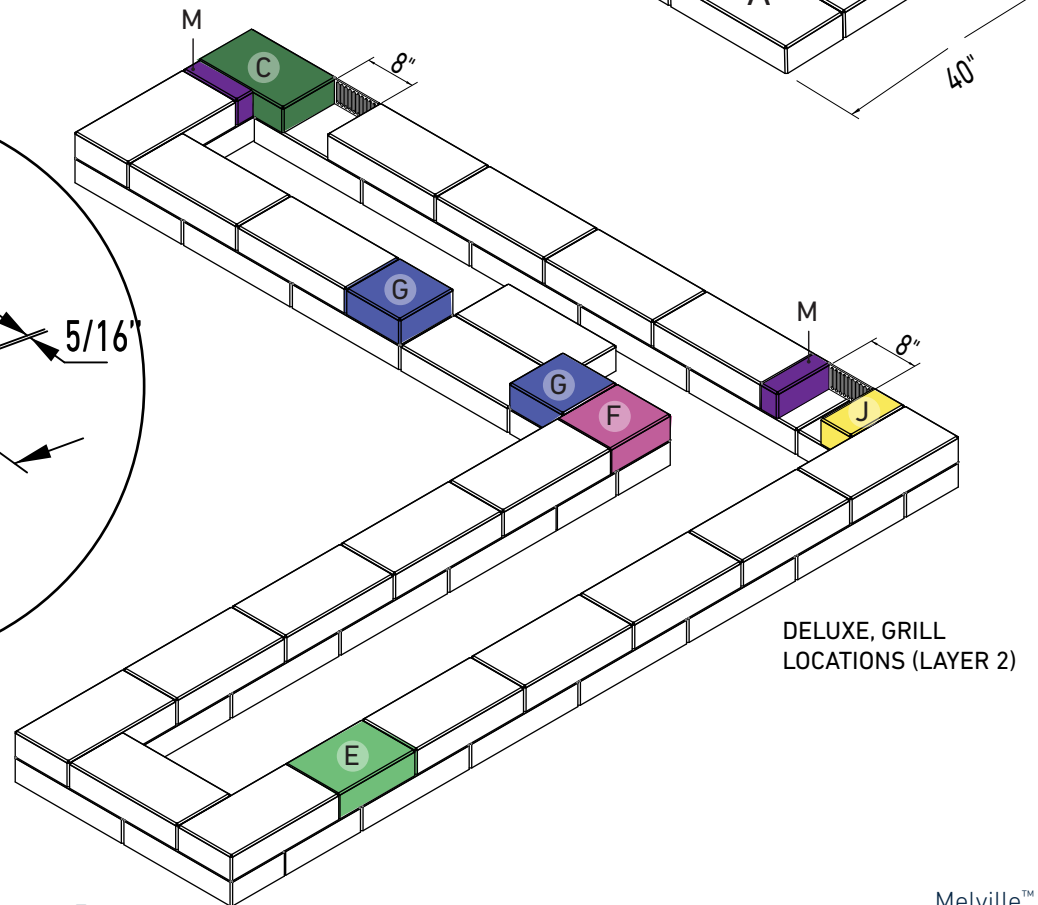 M
C
8"
40"
G
5/16"
M
8"
G
J
F
DELUXE, GRILL
LOCATIONS (LAYER 2)
E
Melville™